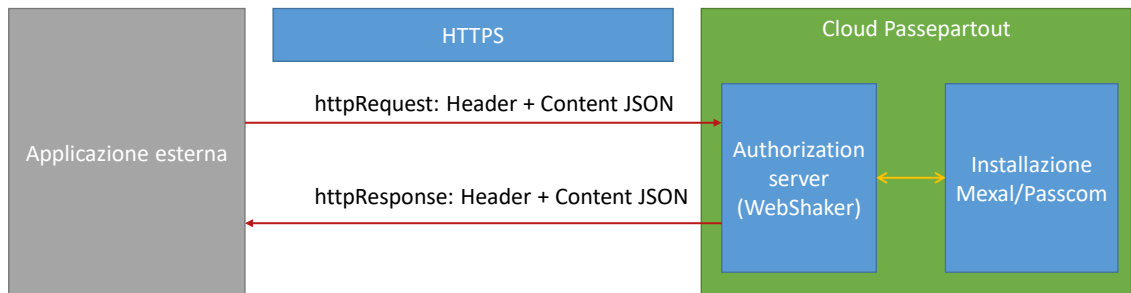 HTTPS
Cloud Passepartout
httpRequest: Header + Content JSON
Applicazione esterna
Authorization
server
(WebShaker)
Installazione
Mexal/Passcom
httpResponse: Header + Content JSON